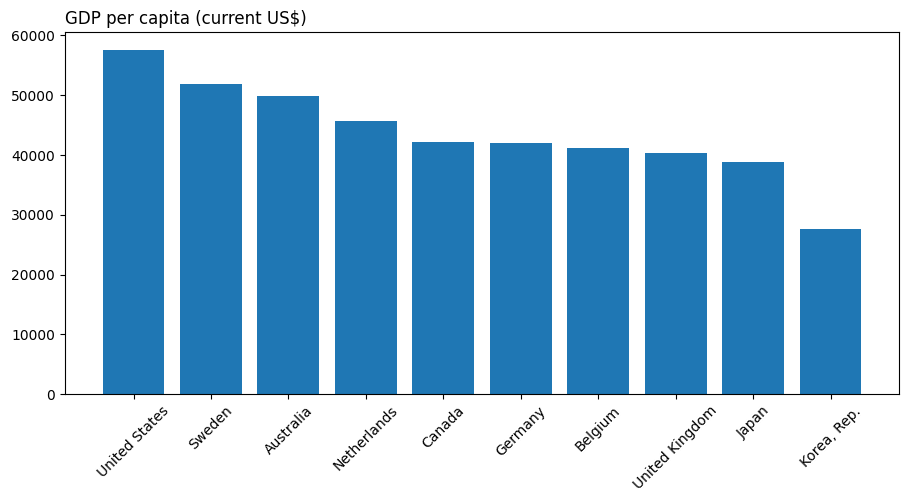 GDP per capita (current US$)
60000
50000
40000
30000
20000
10000
0
United States
Sweden
Australia
Netherlands
Canada
Germany
Belgium
United Kingdom
Japan
Korea, Rep.